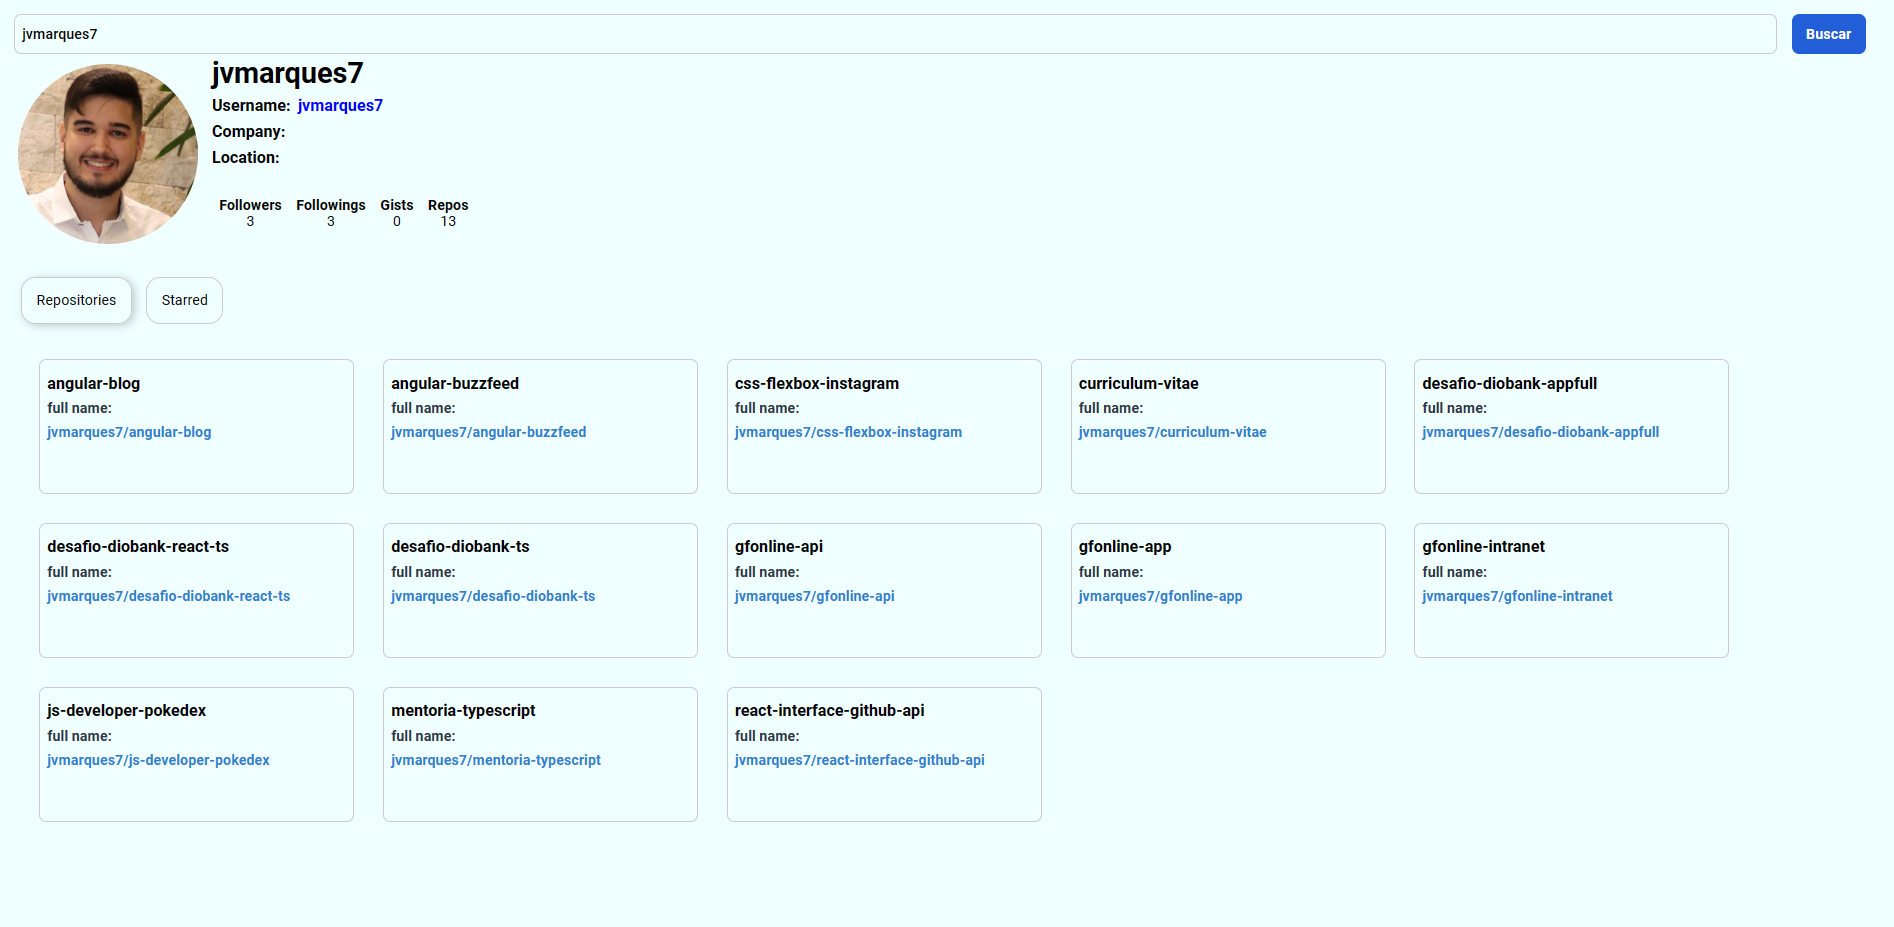 jvmarques7
Buscar
jvmarques7
Username: jvmarques7
Company:
Location:
Followers Followings Gists Repos
3 3 0 13
Repositories Starred
angular-blog
full name:
jvmarques7/angular-blog
angular-buzzfeed
full name:
jvmarques7/angular-buzzfeed
css-flexbox-instagram
full name:
jvmarques7/css-flexbox-instagram
curriculum-vitae
full name:
jvmarques7/curriculum-vitae
desafio-diobank-appfull
full name:
jvmarques7/desafio-diobank-appfull
desafio-diobank-react-ts
full name:
jvmarques7/desafio-diobank-react-ts
desafio-diobank-ts
full name:
jvmarques7/desafio-diobank-ts
gfonline-api
full name:
jvmarques7/gfonline-api
gfonline-app
full name:
jvmarques7/gfonline-app
gfonline-intranet
full name:
jvmarques7/gfonline-intranet
js-developer-pokedex
full name:
jvmarques7/js-developer-pokedex
mentoria-typescript
full name:
jvmarques7/mentoria-typescript
react-interface-github-api
full name:
jvmarques7/react-interface-github-api